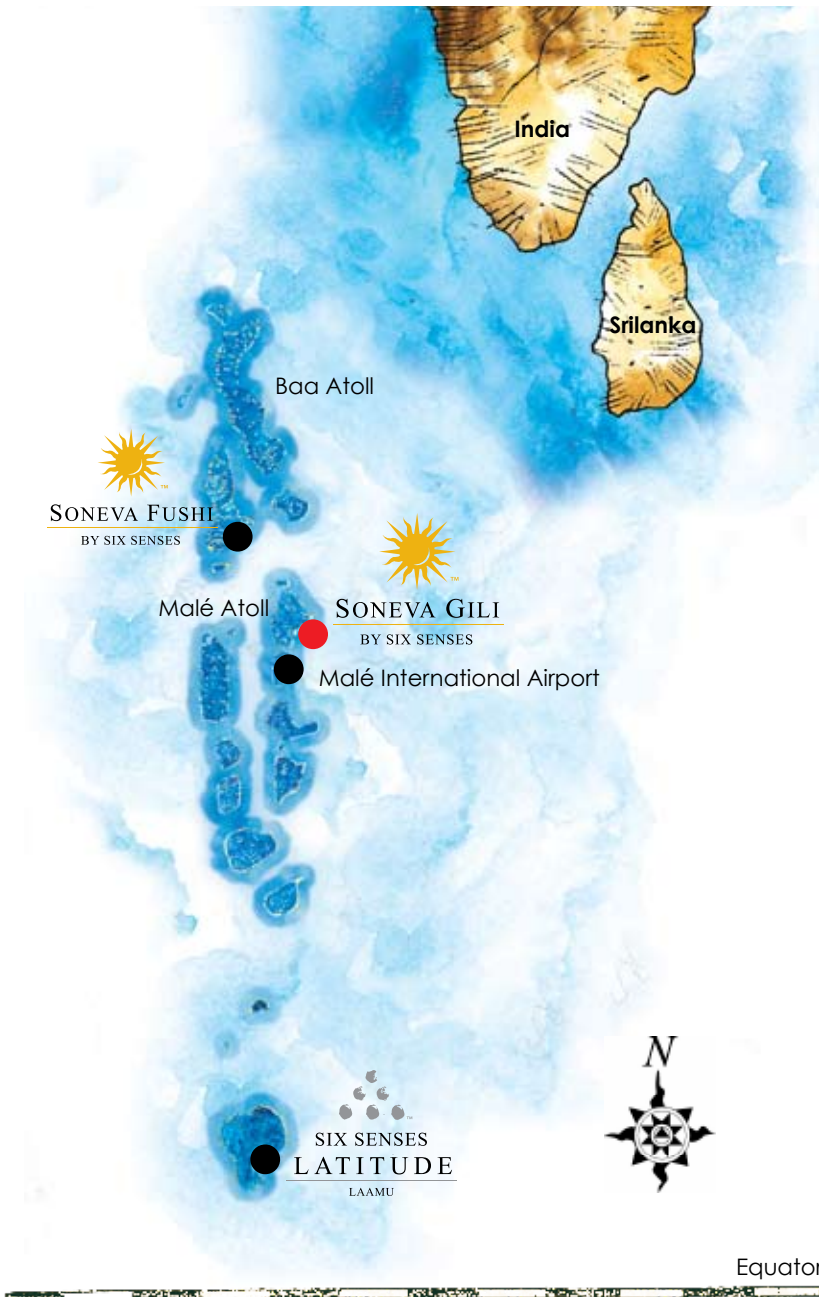 India
Srilanka
Baa Atoll
SONEVA FUSHI
BY SIX SENSES
Malé Atoll
SONEVA GILI
BY SIX SENSES
Malé International Airport
N
SIX SENSES
LATITUDE
LAAMU
Equator